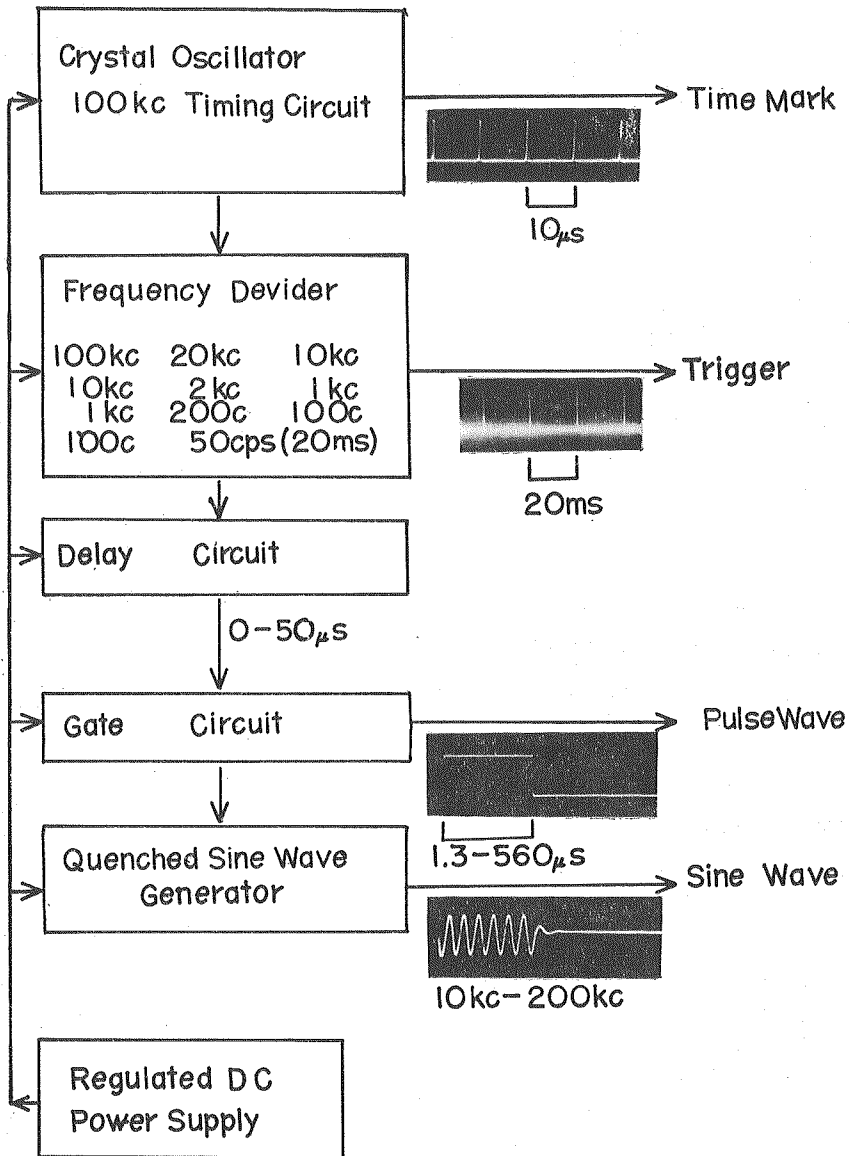 Crystal Oscillator
100kc Timing Circuit
Time Mark
10μs
Frequency Devider
100kc 20kc 10kc
10kc 2kc 1kc
1kc 200c 100c
100c 50cps (20ms)
Trigger
20ms
Delay Circuit
0-50μs
Gate Circuit
Pulse Wave
1.3-560μs
Quenched Sine Wave
Generator
Sine Wave
10kc-200kc
Regulated DC
Power Supply